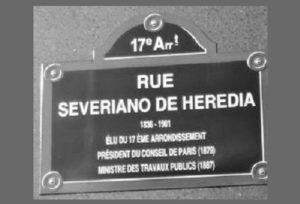 17e Arrt
RUE
SEVERIANO DE HEREDIA
1836 - 1901
ÉLU DU 17 ÈME ARRONDISSEMENT
PRÉSIDENT DU CONSEIL DE PARIS (1879)
MINISTRE DES TRAVAUX PUBLICS (1887)